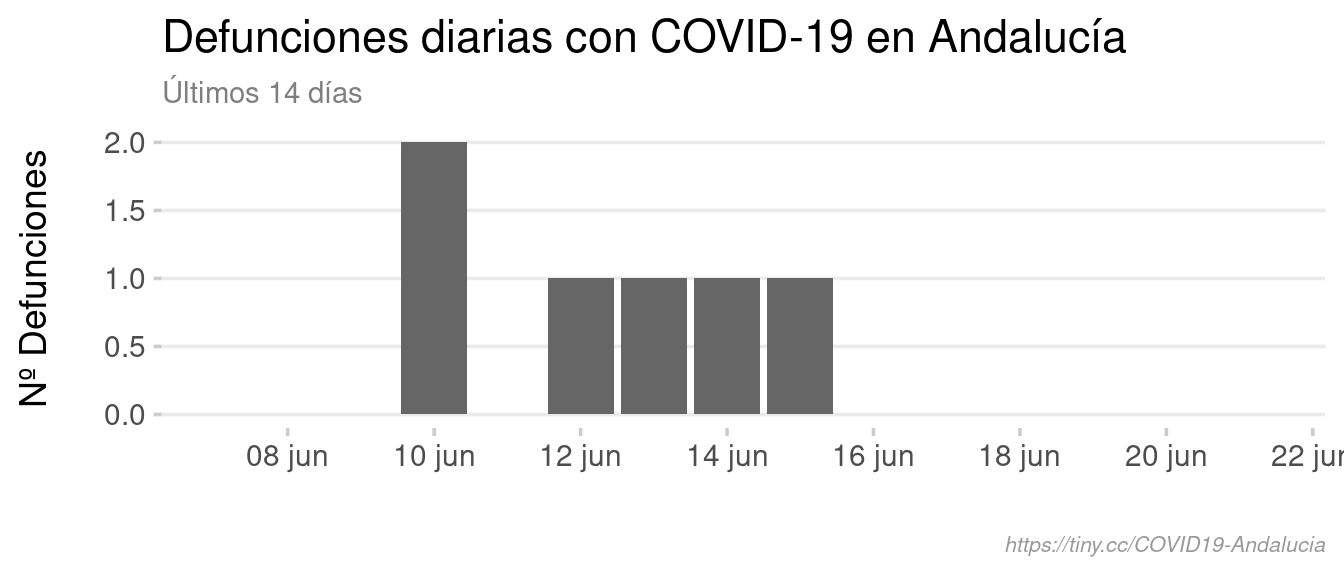 Defunciones diarias con COVID-19 en Andalucía
Últimos 14 días
Nº Defunciones
2.0
1.5
1.0
0.5
0.0
08 jun 10 jun 12 jun 14 jun 16 jun 18 jun 20 jun 22 jun
https://tiny.cc/COVID19-Andalucia